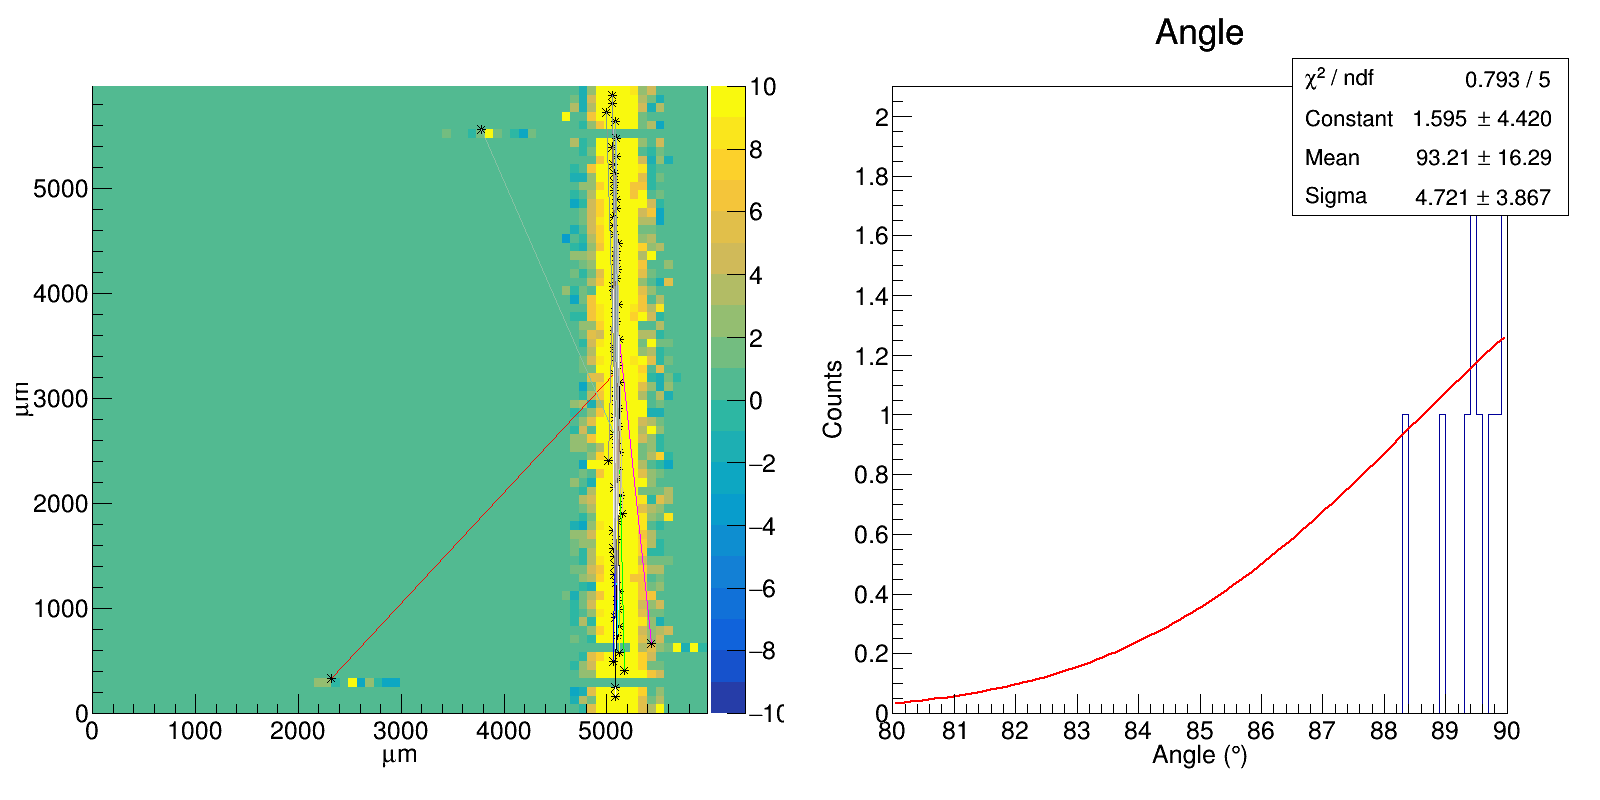 Angle
χ² / ndf 0.793 / 5
Constant 1.595 ± 4.420
Mean 93.21 ± 16.29
Sigma 4.721 ± 3.867
μm
5000
4000
3000
2000
1000
0
0 1000 2000 3000 4000 5000
μm
10
8
6
4
2
0
−2
−4
−6
−8
−10
Counts
2
1.8
1.6
1.4
1.2
1
0.8
0.6
0.4
0.2
0
80 81 82 83 84 85 86 87 88 89 90
Angle (°)